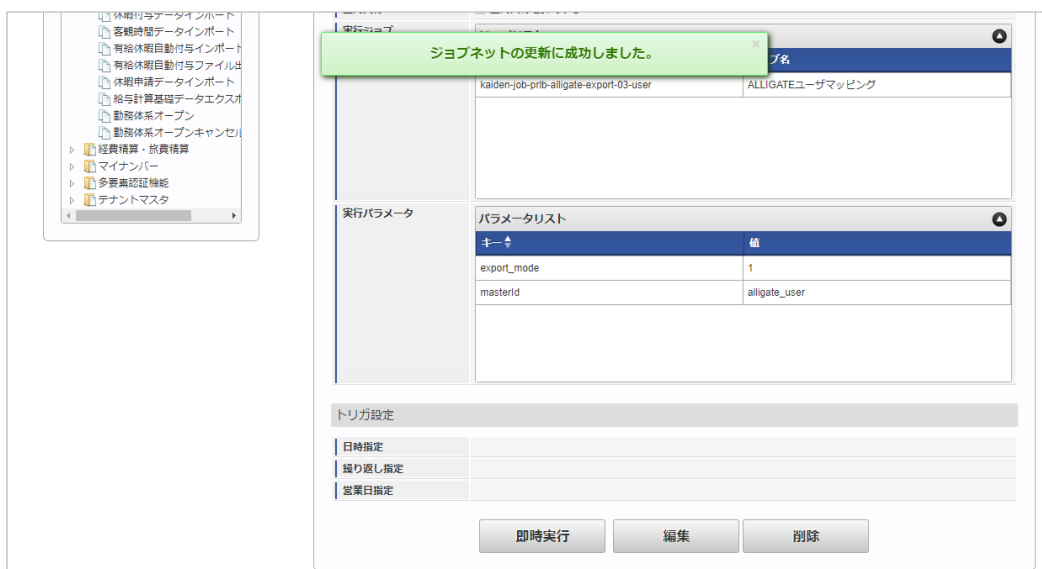 休暇付与データインポート
客観時間データインポート
有給休暇自動付与インポート
有給休暇自動付与ファイル出
休暇申請データインポート
給与計算基礎データエクスポ
勤務体系オープン
勤務体系オープンキャンセル
経費精算・旅費精算
マイナンバー
多要素認証機能
テナントマスタ
実行ジョブ
ジョブネットの更新に成功しました。
×
ブ名
kaiden-job-prlb-alligate-export-03-user
ALLIGATEユーザマッピング
実行パラメータ
パラメータリスト
キー
値
export_mode
1
masterId
alligate_user
トリガ設定
日時指定
繰り返し指定
営業日指定
即時実行
編集
削除